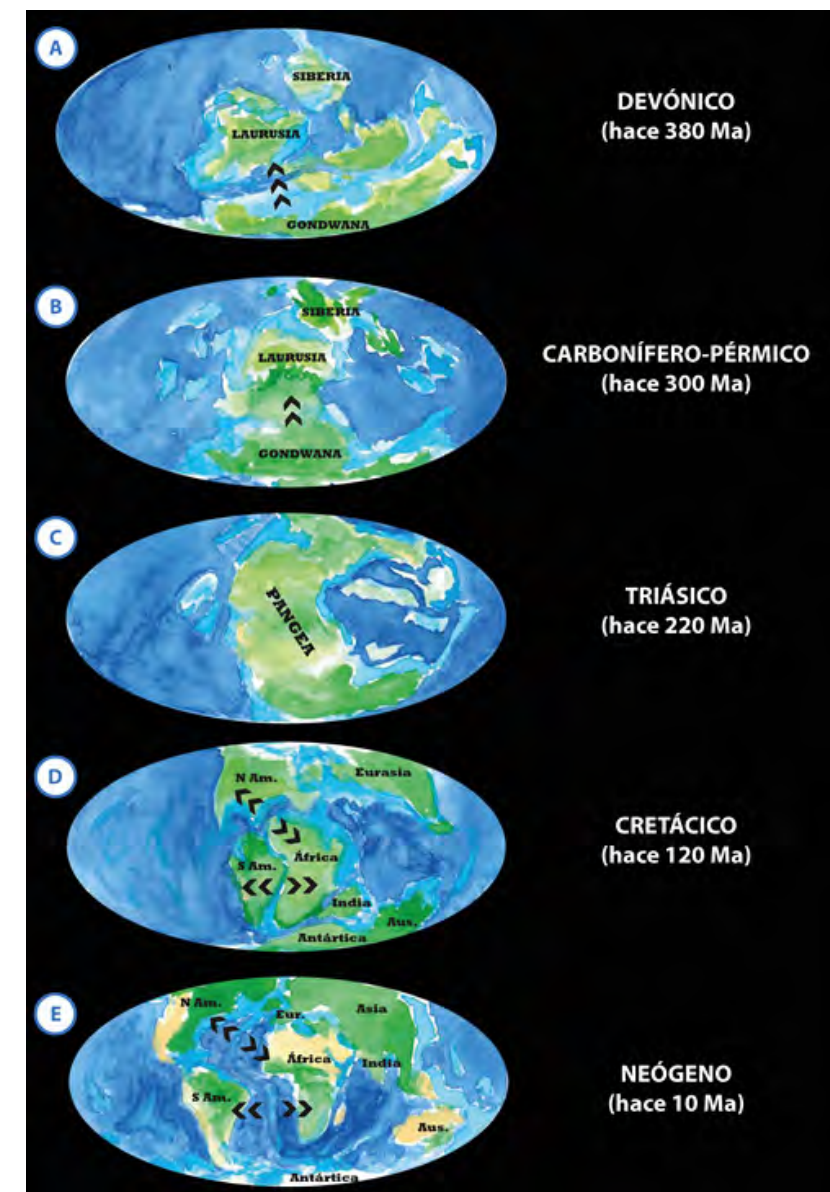 A
SIBERIA
LAURUSIA
GONDWANA
DEVÓNICO
(hace 380 Ma)
B
SIBERIA
LAURUSIA
GONDWANA
CARBONÍFERO-PÉRMICO
(hace 300 Ma)
C
PANGEA
TRIÁSICO
(hace 220 Ma)
D
N Am.
Eurasia
S Am.
África
India
Aus.
Antártica
CRETÁCICO
(hace 120 Ma)
E
N Am.
Eur.
Asia
África
India
S Am.
Aus.
Antártica
NEÓGENO
(hace 10 Ma)